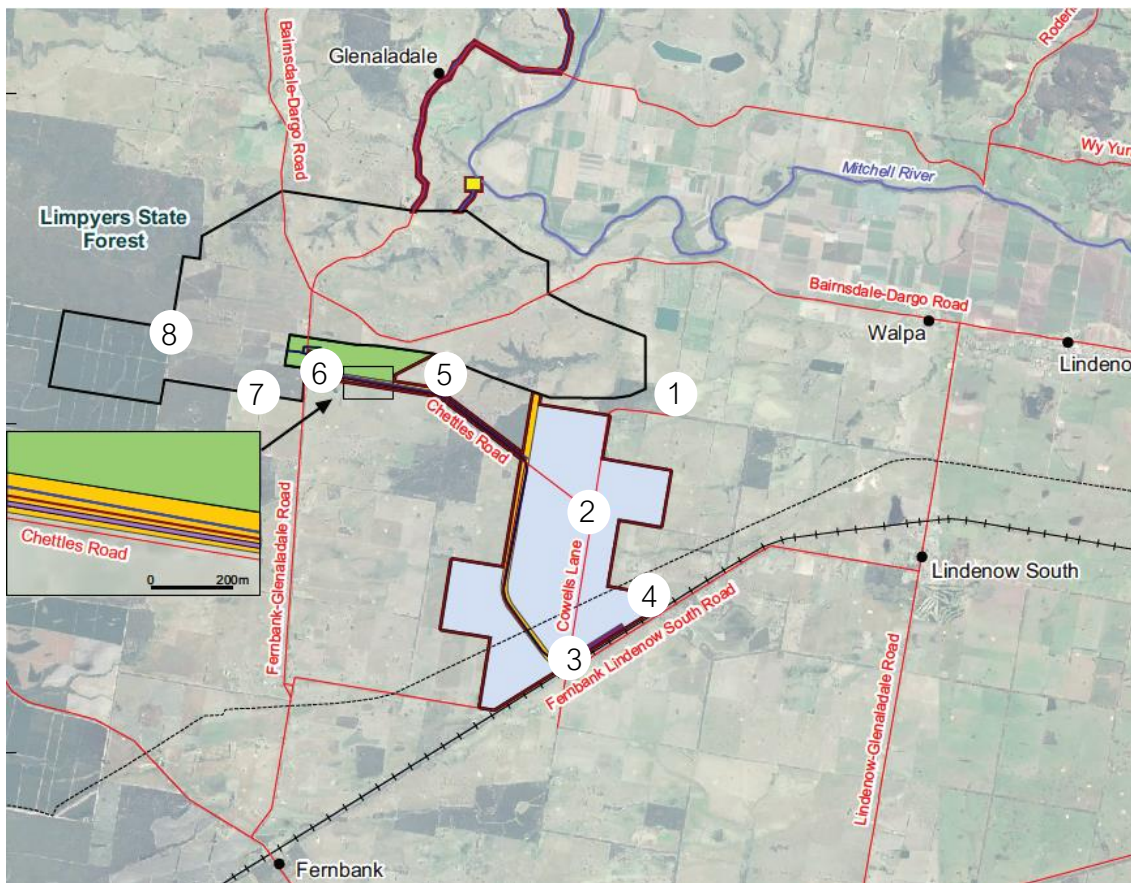 Glenaladale
Bairnsdale-Dargo Road
Limpyers State
Forest
Mitchell River
Wy Yun
Bairnsdale-Dargo Road
Walpa
Lindeno
8
7
6
5
1
Chettles Road
2
Cowells Lane
4
3
Fernbank Lindenow South Road
Lindenow South
Chettles Road
0 200m
Fernbank-Glenaladale Road
Lindenow-Glenaladale Road
Fernbank